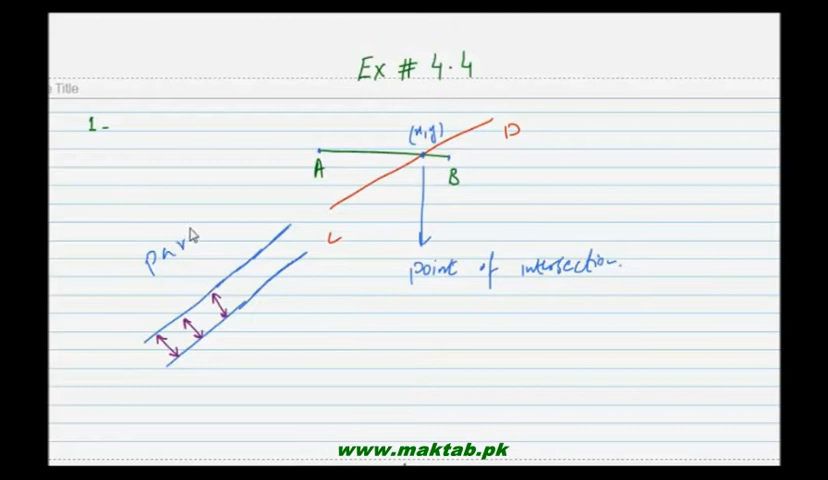 Ex # 4.4
Title
1-
(x,y)
D
A
B
C
par
point of intersection.
www.maktab.pk